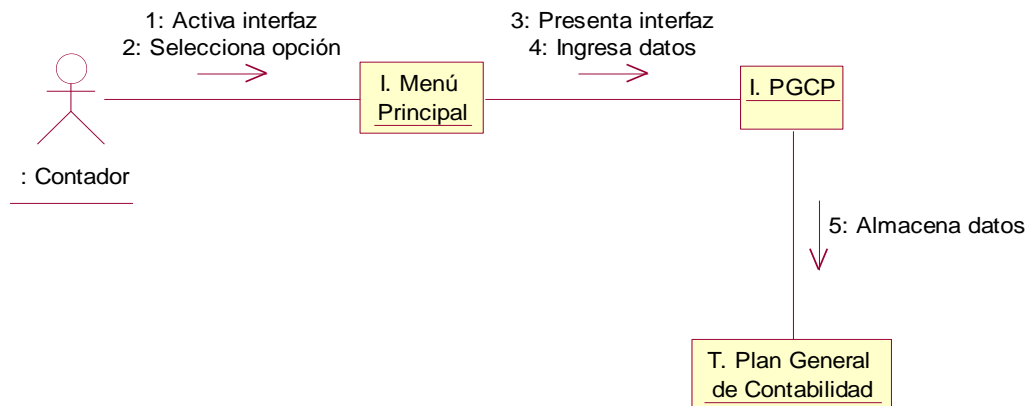 1: Activa interfaz
2: Selecciona opción
3: Presenta interfaz
4: Ingresa datos
I. Menú
Principal
I. PGCP
: Contador
5: Almacena datos
T. Plan General
de Contabilidad